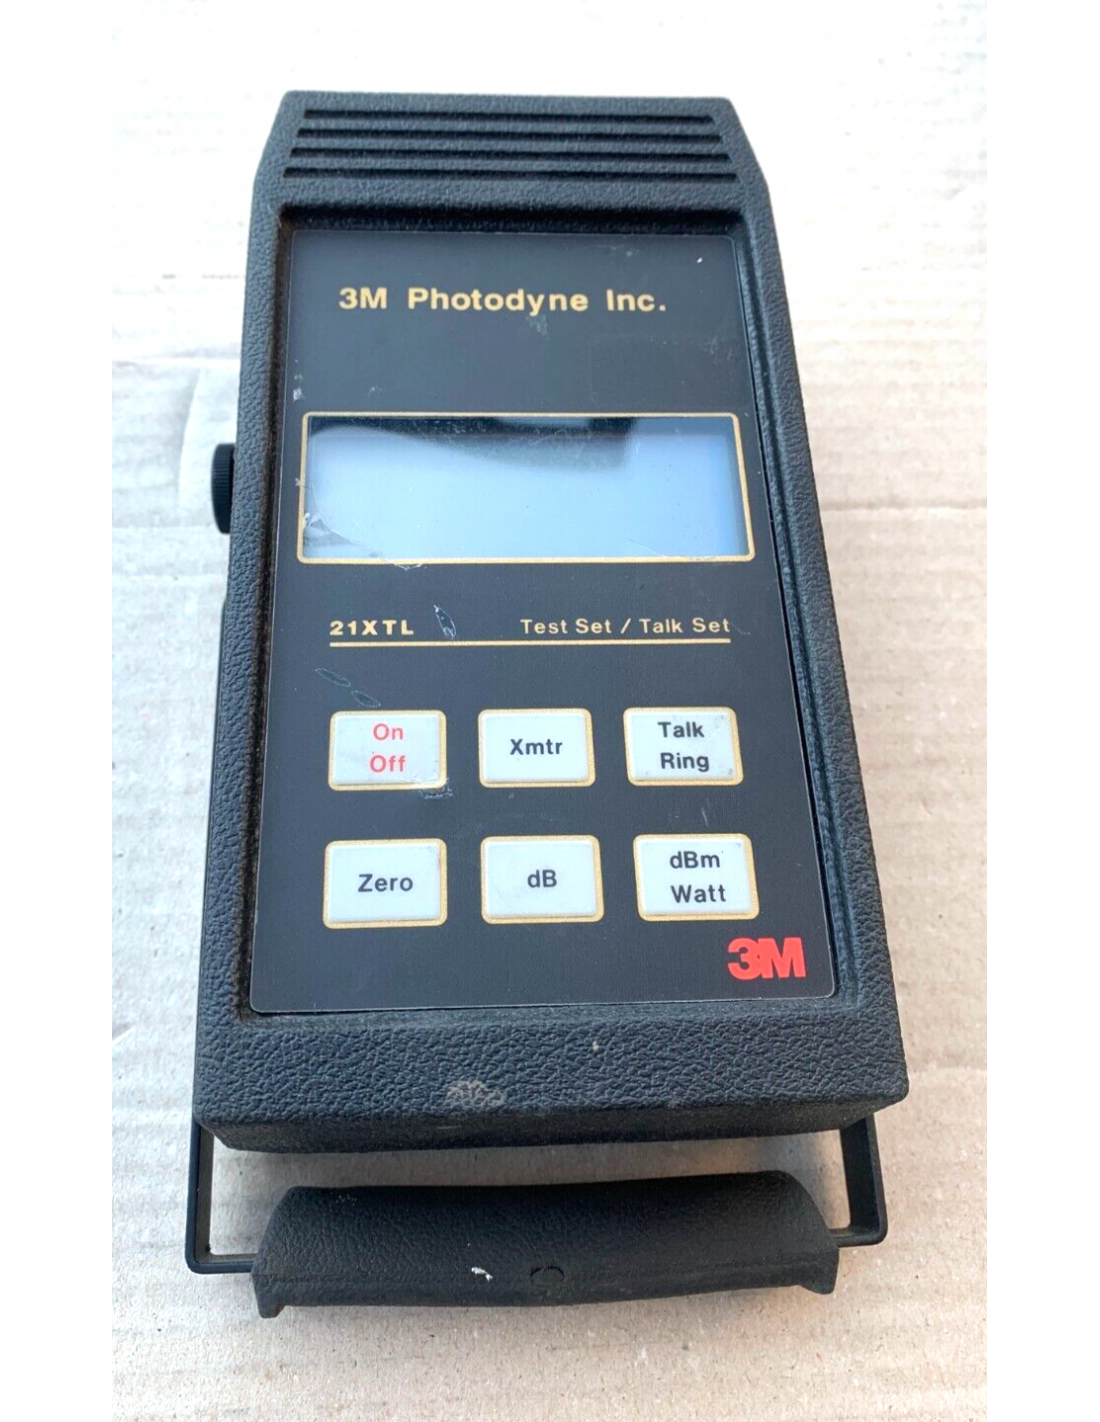 3M Photodyne Inc.
21XTL Test Set / Talk Set
On
Off
Xmtr
Talk
Ring
Zero
dB
dBm
Watt
3M